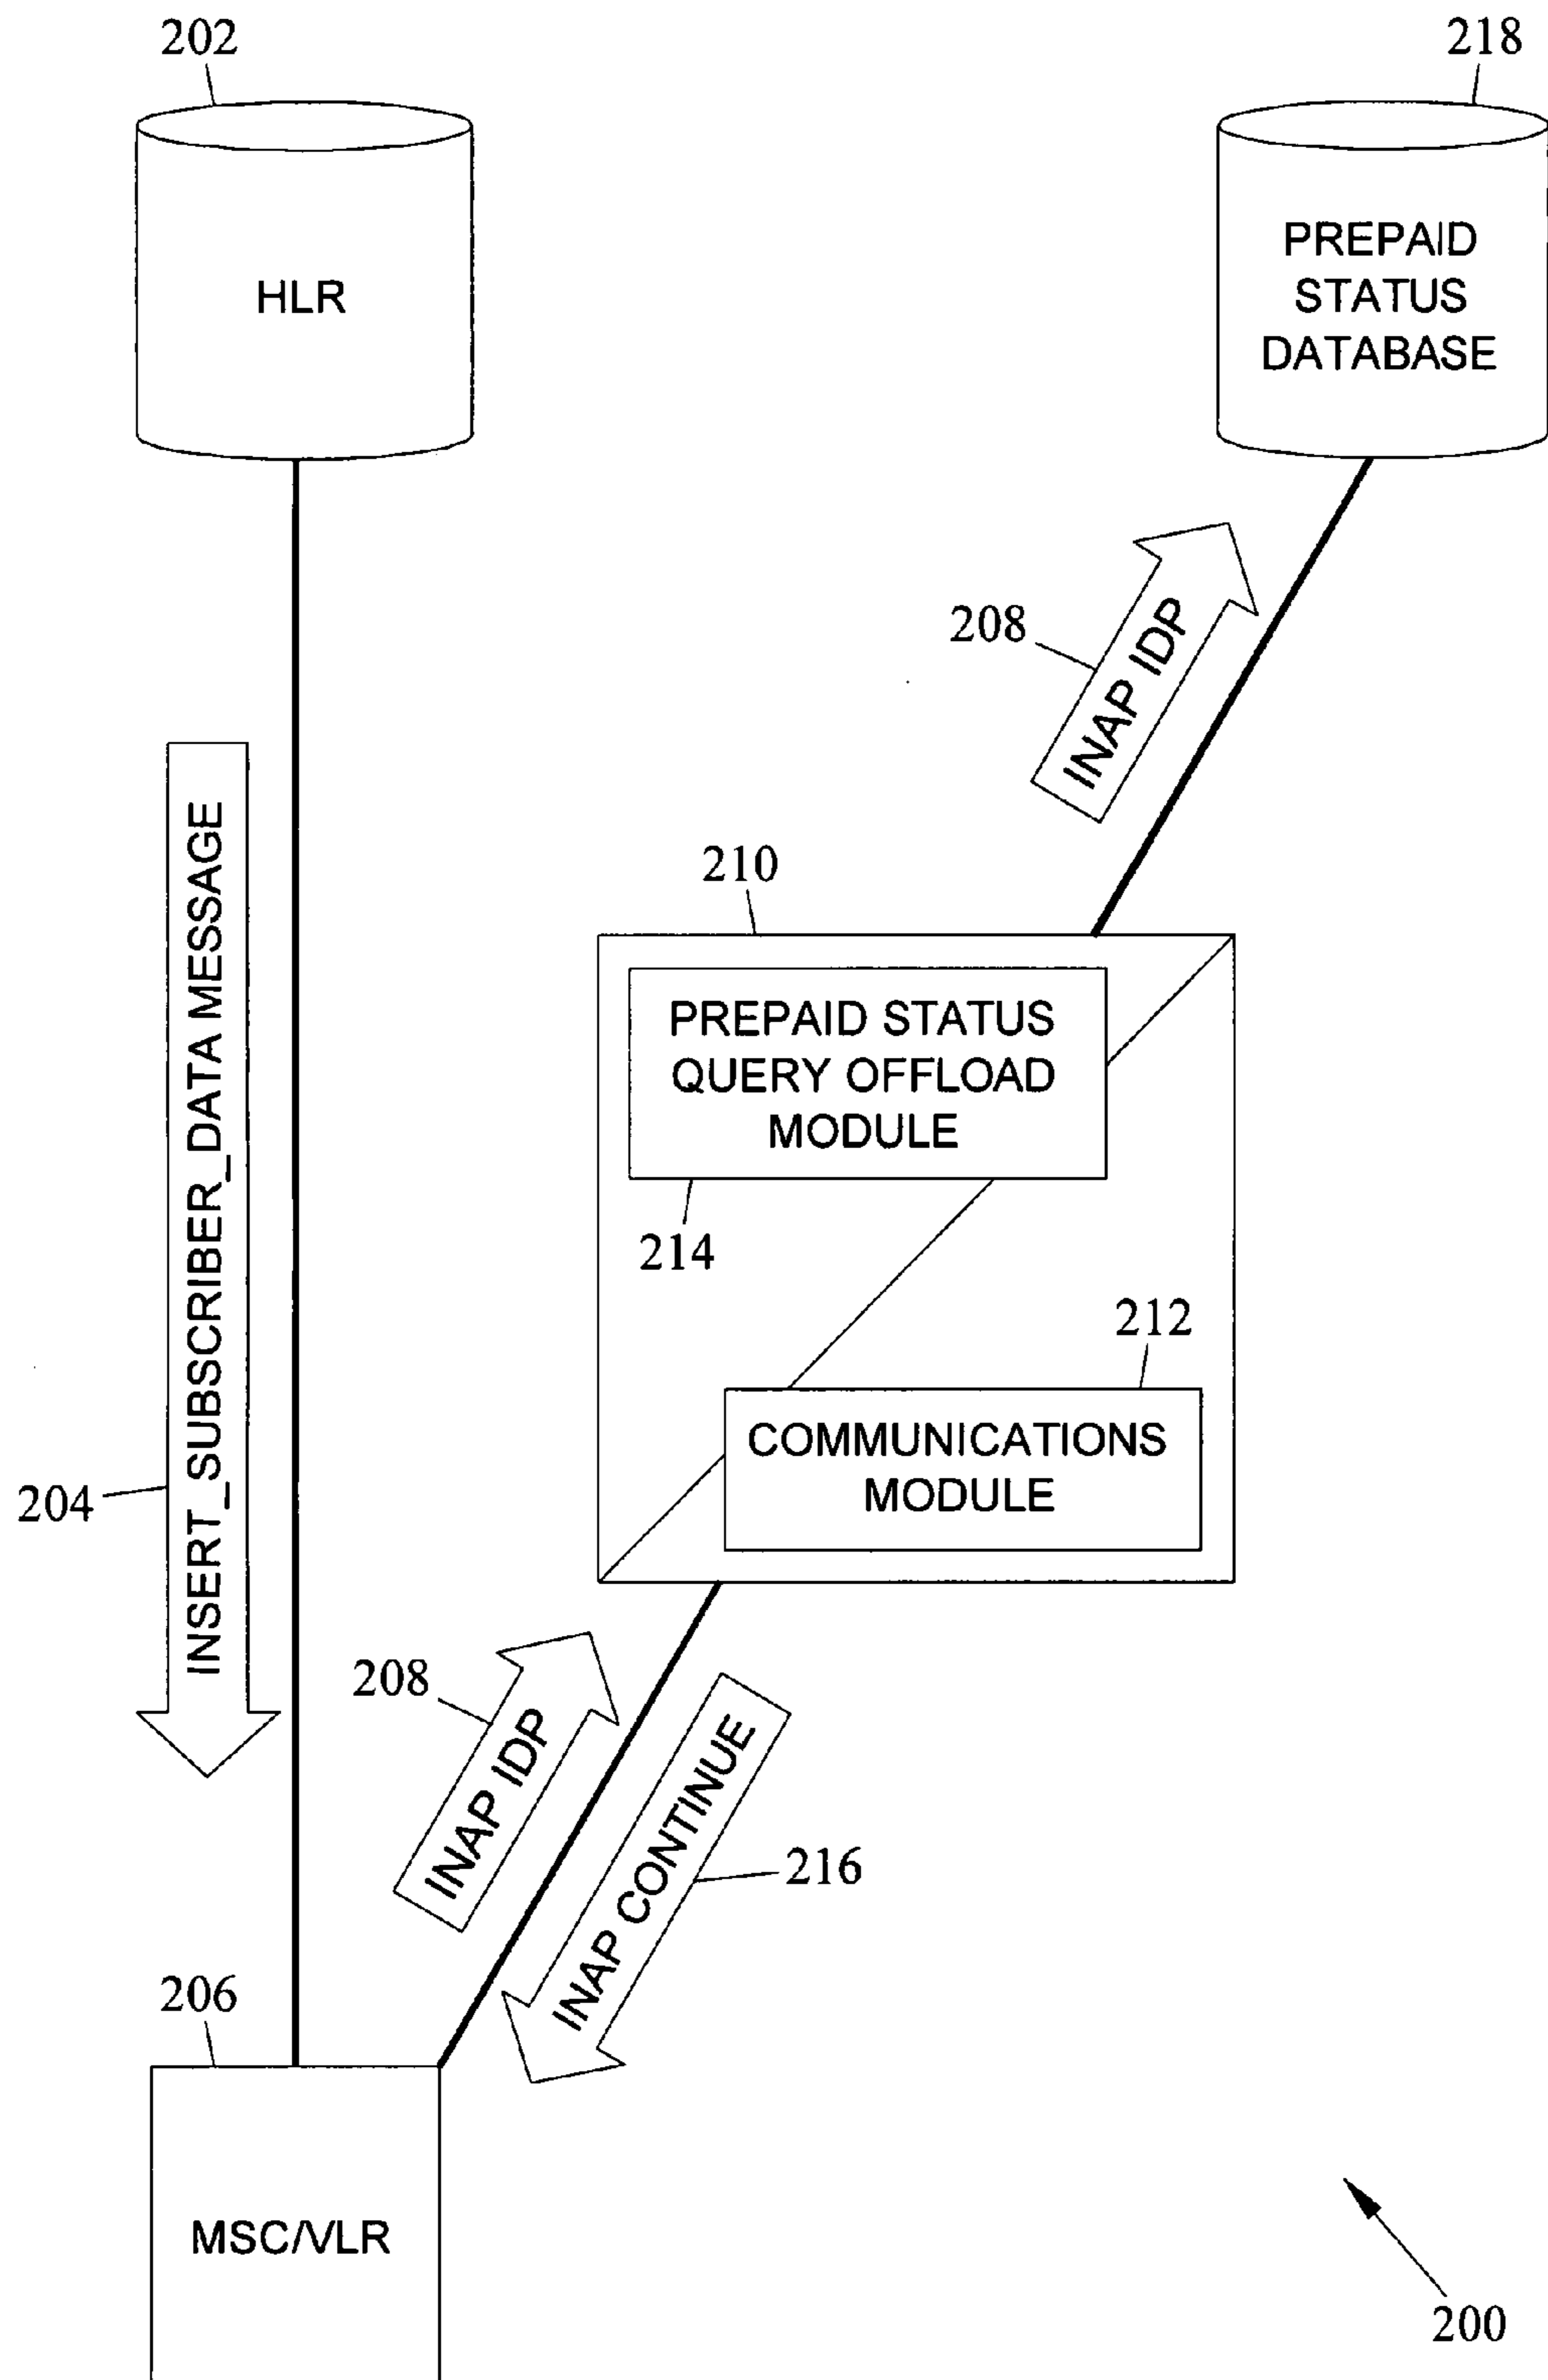 202
218
HLR
PREPAID
STATUS
DATABASE
208
INAP IDP
INSERT_SUBSCRIBER_DATA MESSAGE
204
210
PREPAID STATUS
QUERY OFFLOAD
MODULE
214
212
COMMUNICATIONS
MODULE
208
INAP IDP
INAP CONTINUE
216
206
MSC/VLR
200